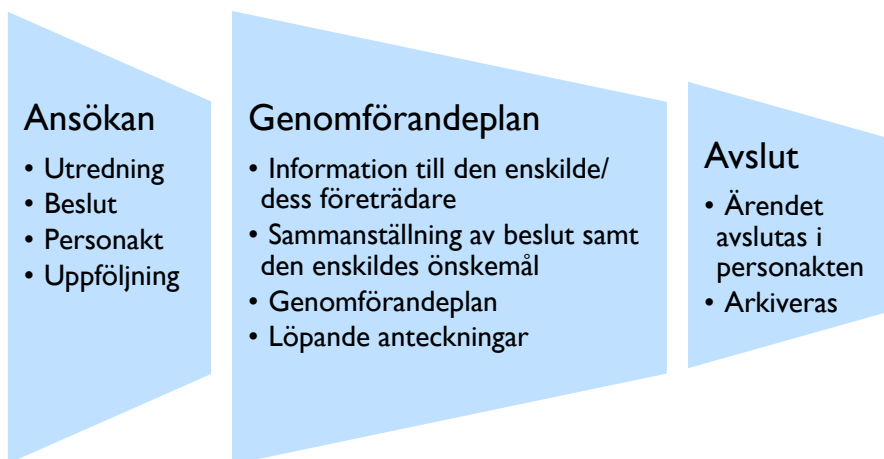 Ansökan
• Utredning
• Beslut
• Personakt
• Uppföljning
Genomförandeplan
• Information till den enskilde/
dess företrädare
• Sammanställning av beslut samt
den enskildes önskemål
• Genomförandeplan
• Löpande anteckningar
Avslut
• Ärendet
avslutas i
personakten
• Arkiveras